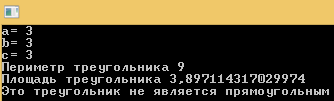 a= 3
b= 3
c= 3
Периметр треугольника 9
Площадь треугольника 3,897114317029974
Это треугольник не является прямоугольным